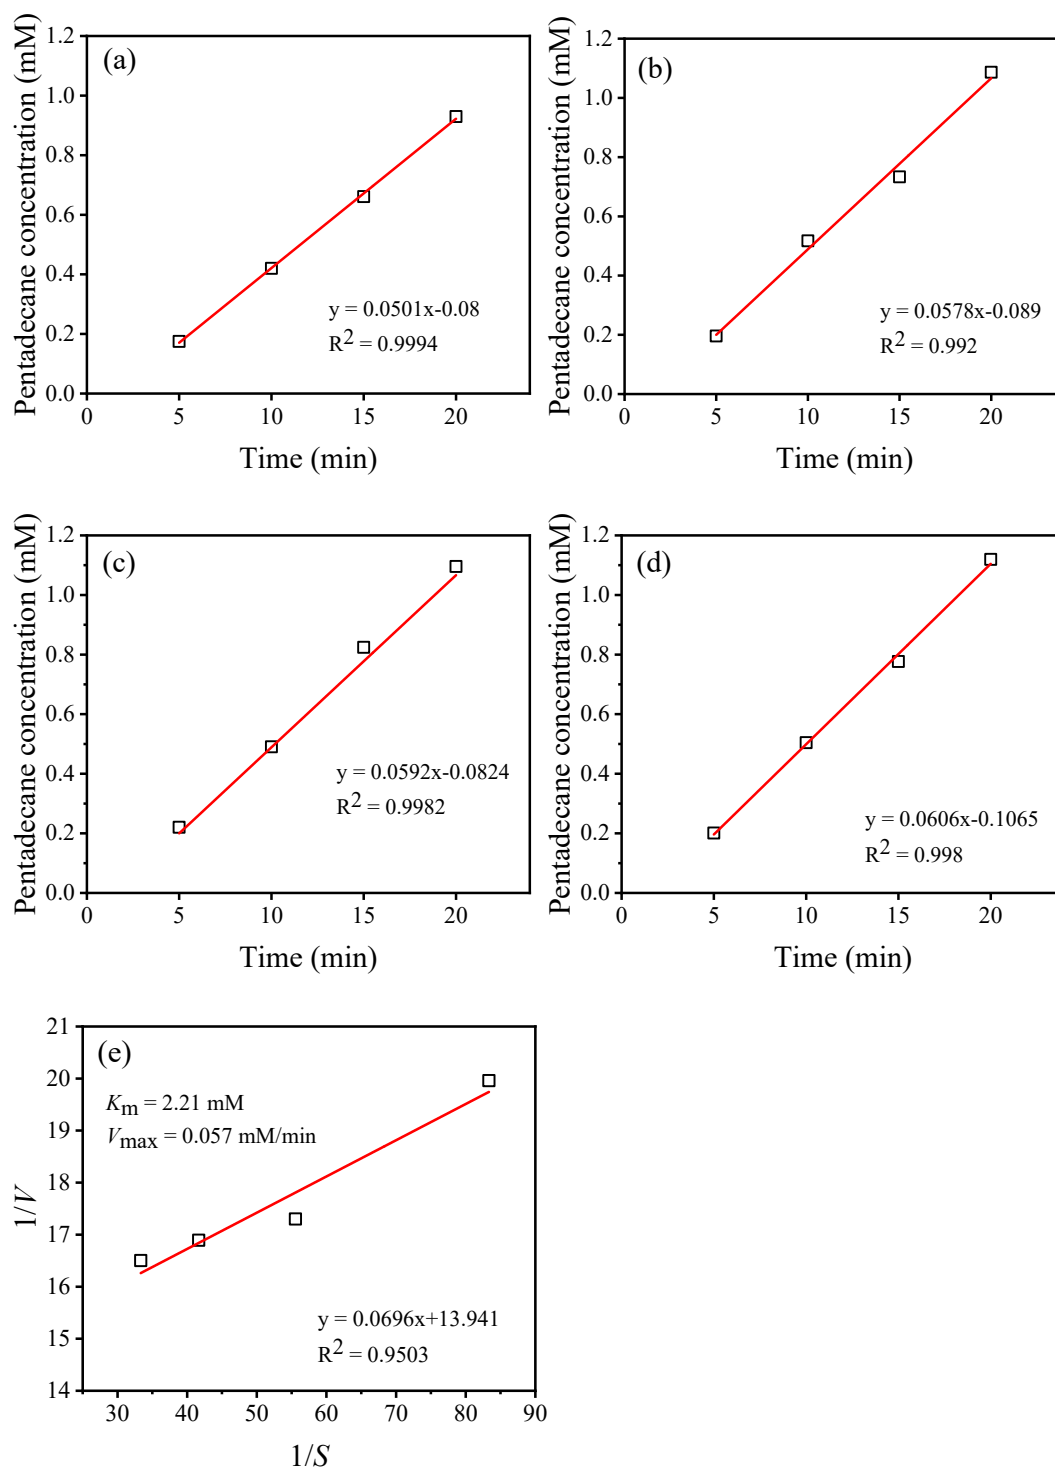 (a)
Pentadecane concentration (mM)
1.2
1.0
0.8
0.6
0.4
0.2
0.0
y = 0.0501x-0.08
R2 = 0.9994
0 5 10 15 20
Time (min)
(b)
Pentadecane concentration (mM)
1.2
1.0
0.8
0.6
0.4
0.2
0.0
y = 0.0578x-0.089
R2 = 0.992
0 5 10 15 20
Time (min)
(c)
Pentadecane concentration (mM)
1.2
1.0
0.8
0.6
0.4
0.2
0.0
y = 0.0592x-0.0824
R2 = 0.9982
0 5 10 15 20
Time (min)
(d)
Pentadecane concentration (mM)
1.2
1.0
0.8
0.6
0.4
0.2
0.0
y = 0.0606x-0.1065
R2 = 0.998
0 5 10 15 20
Time (min)
(e)
1/V
21
20
19
18
17
16
15
14
Km = 2.21 mM
Vmax = 0.057 mM/min
y = 0.0696x+13.941
R2 = 0.9503
30 40 50 60 70 80 90
1/S